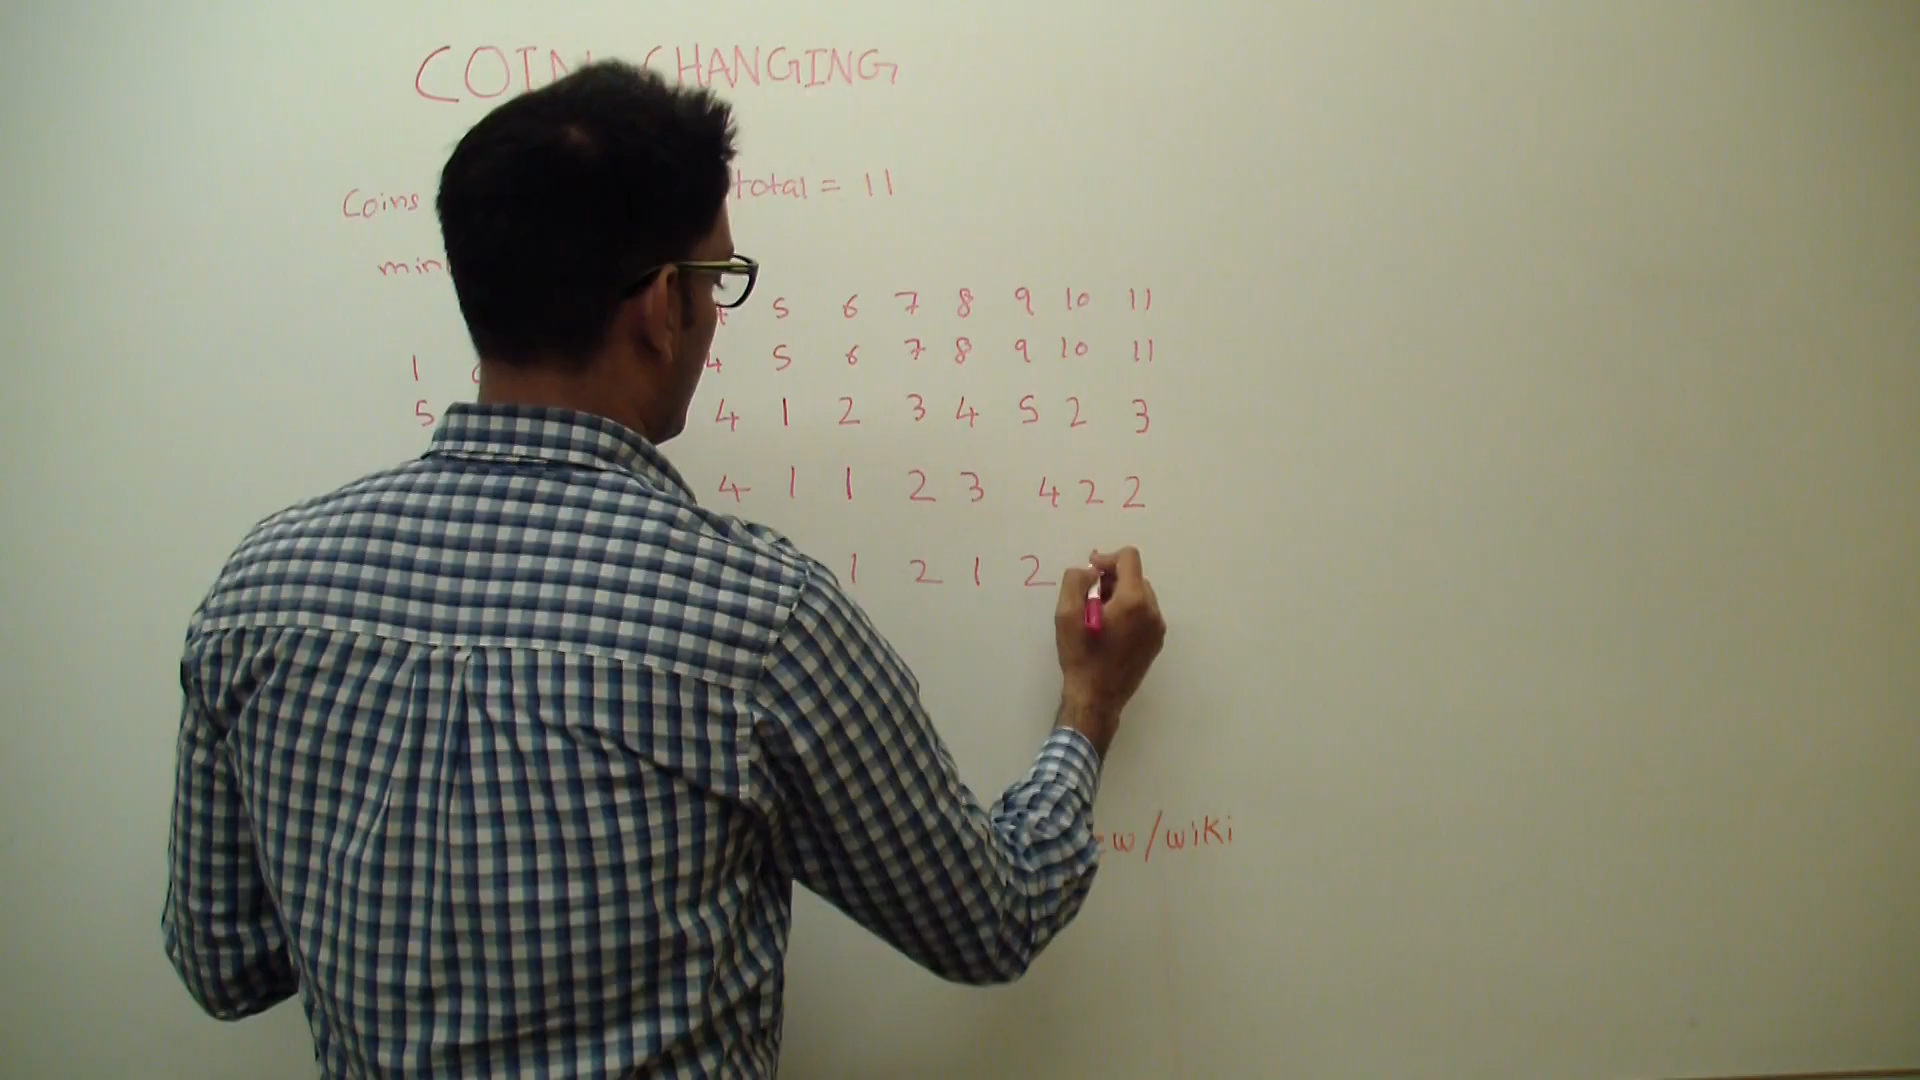 CHANGING
Coins total = 11
min
5 6 7 8 9 10 11
1 4 5 6 7 8 9 10 11
5 4 1 2 3 4 5 2 3
4 1 1 2 3 4 2 2
1 2 1 2
/wiki